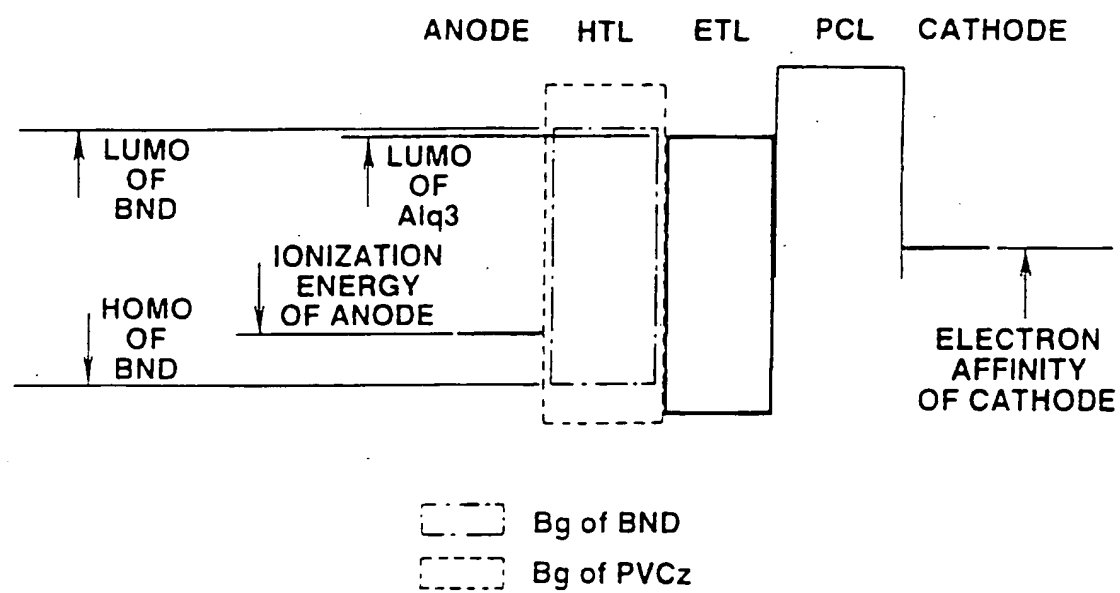 ANODE HTL ETL PCL CATHODE
LUMO
OF
BND
LUMO
OF
Alq3
IONIZATION
ENERGY
OF ANODE
HOMO
OF
BND
ELECTRON
AFFINITY
OF CATHODE
Bg of BND
Bg of PVCz